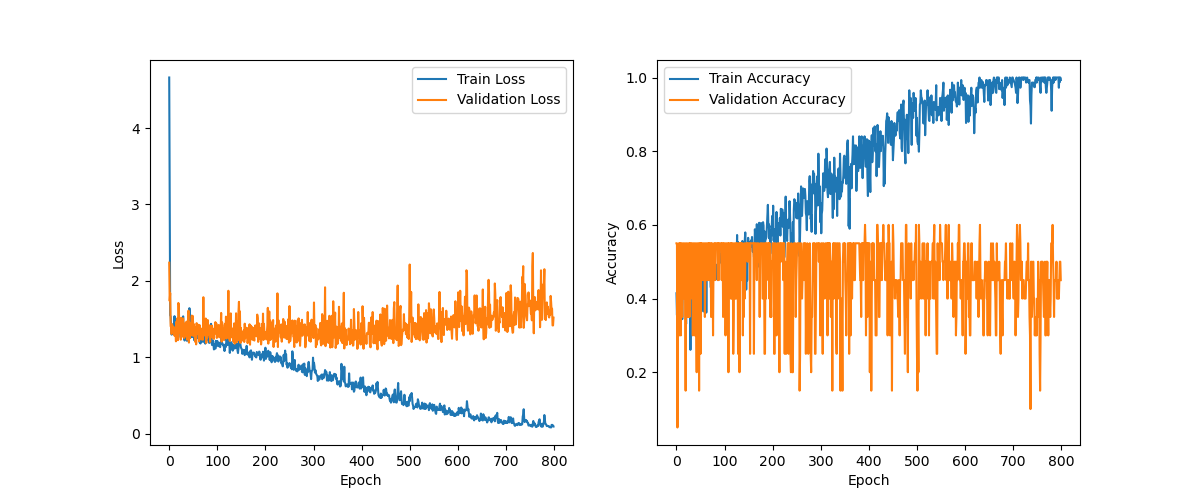 Train Loss
Validation Loss
4
3
2
1
0
Loss
0 100 200 300 400 500 600 700 800
Epoch
Train Accuracy
Validation Accuracy
1.0
0.8
0.6
0.4
0.2
Accuracy
0 100 200 300 400 500 600 700 800
Epoch